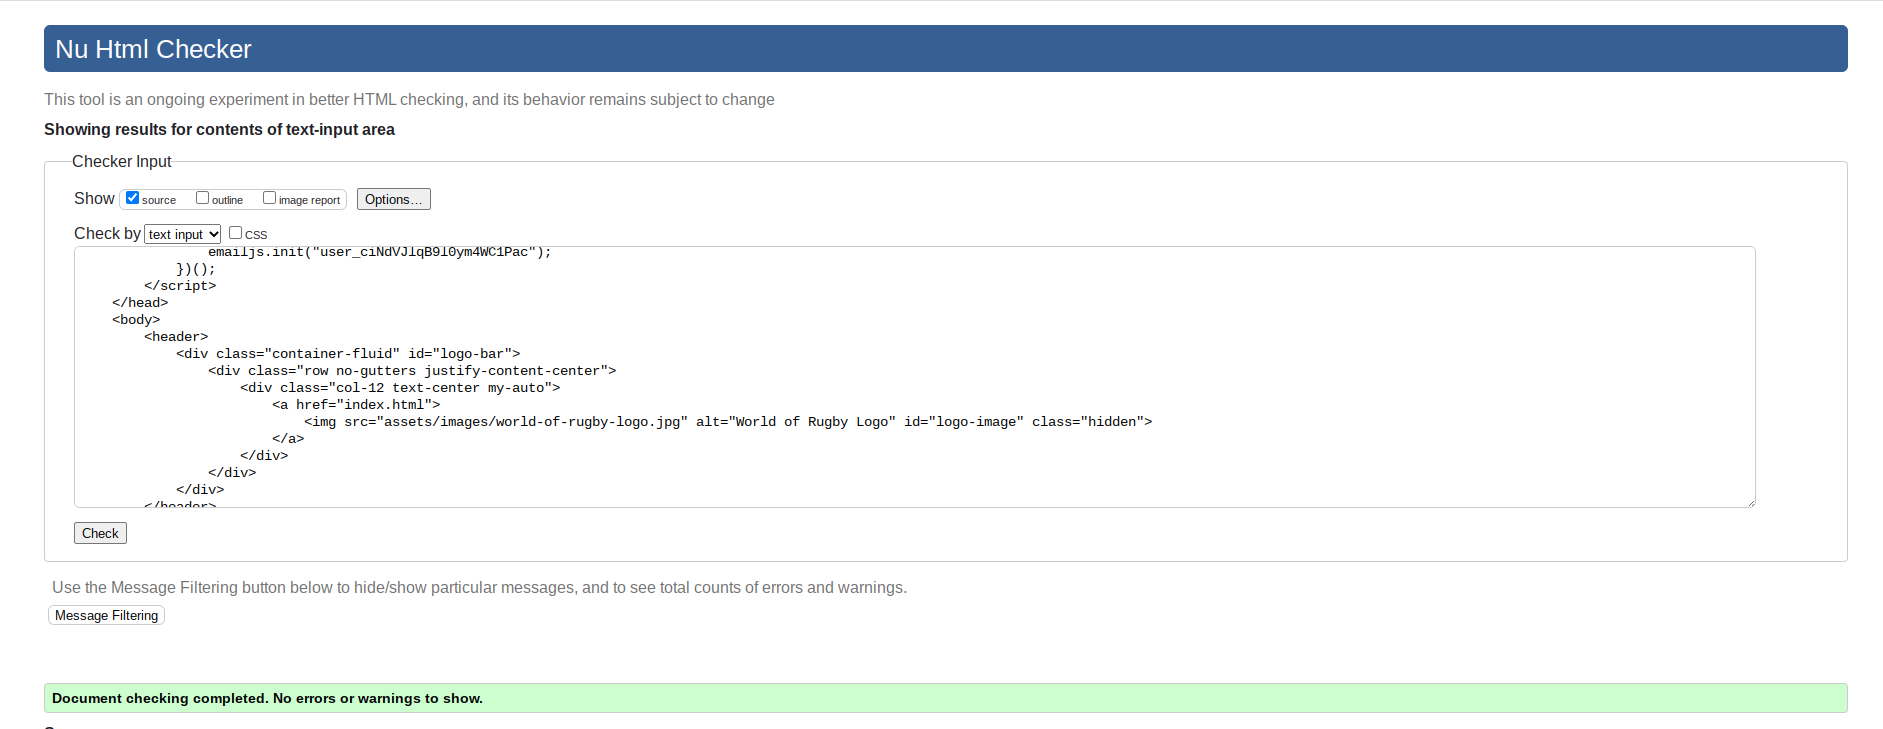 Nu Html Checker
This tool is an ongoing experiment in better HTML checking, and its behavior remains subject to change
Showing results for contents of text-input area
Checker Input
Show source outline image report Options...
Check by text input CSS
emailjs.init("user_ciNdVJlqB9l0ym4WC1Pac");
})();
</script>
</head>
<body>
<header>
<div class="container-fluid" id="logo-bar">
<div class="row no-gutters justify-content-center">
<div class="col-12 text-center my-auto">
<a href="index.html">
<img src="assets/images/world-of-rugby-logo.jpg" alt="World of Rugby Logo" id="logo-image" class="hidden">
</a>
</div>
</div>
</div>
</header>
Check
Use the Message Filtering button below to hide/show particular messages, and to see total counts of errors and warnings.
Message Filtering
Document checking completed. No errors or warnings to show.